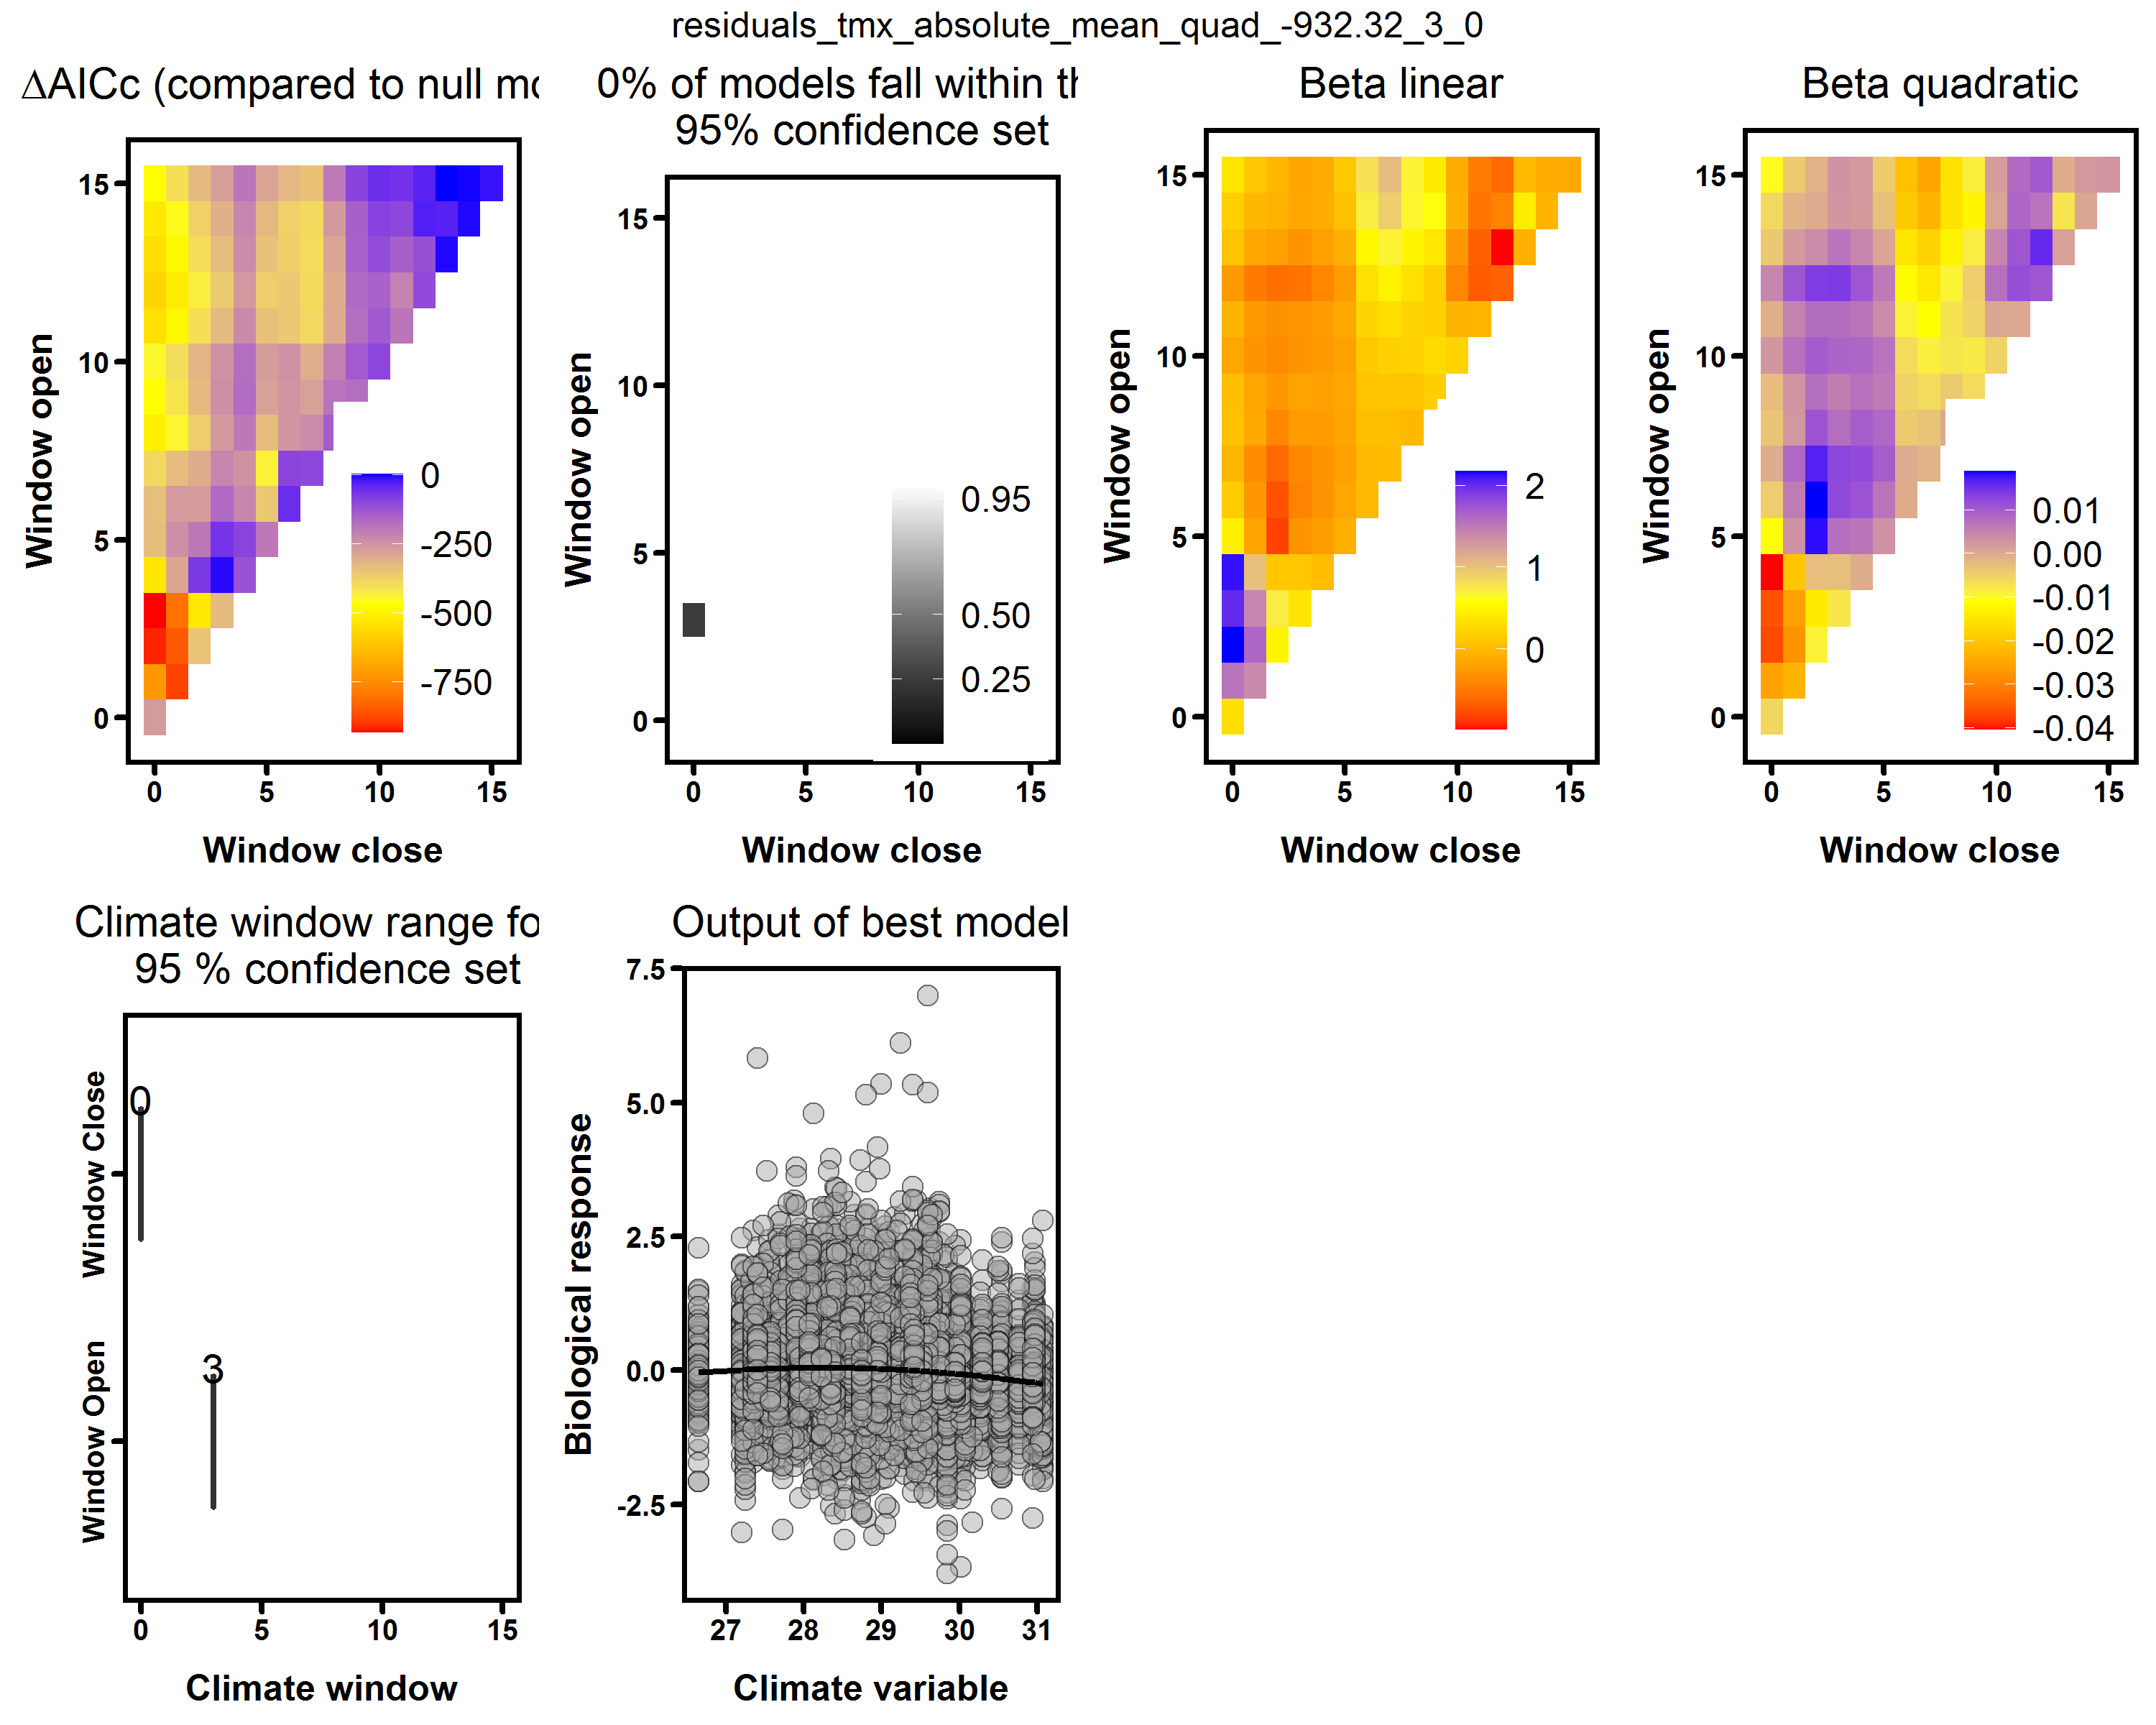 residuals_tmx_absolute_mean_quad_-932.32_3_0
ΔAICc (compared to null mo
15
10
5
0
0
5
10
15
Window open
Window close
0
-250
-500
-750
0% of models fall within th
95% confidence set
15
10
5
0
0
5
10
15
Window open
Window close
0.95
0.50
0.25
Beta linear
15
10
5
0
0
5
10
15
Window open
Window close
2
1
0
Beta quadratic
15
10
5
0
0
5
10
15
Window open
Window close
0.01
0.00
-0.01
-0.02
-0.03
-0.04
Climate window range fo
95 % confidence set
Window Close
Window Open
0
3
0
5
10
15
Climate window
Output of best model
7.5
5.0
2.5
0.0
-2.5
27
28
29
30
31
Biological response
Climate variable